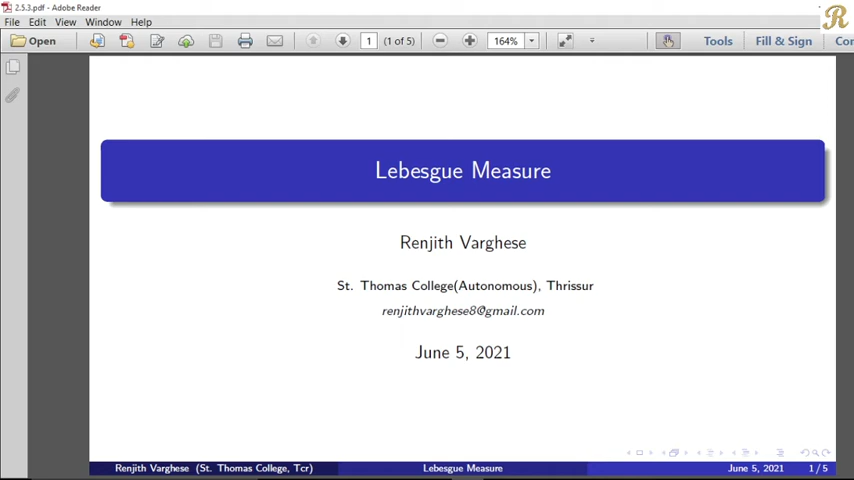 2.5.3.pdf - Adobe Reader
File Edit View Window Help
R
Open 1 (1 of 5) 164% Tools Fill & Sign
Lebesgue Measure
Renjith Varghese
St. Thomas College(Autonomous), Thrissur
renjithvarghese8@gmail.com
June 5, 2021
Renjith Varghese (St. Thomas College, Tcr) Lebesgue Measure June 5, 2021 1 / 5